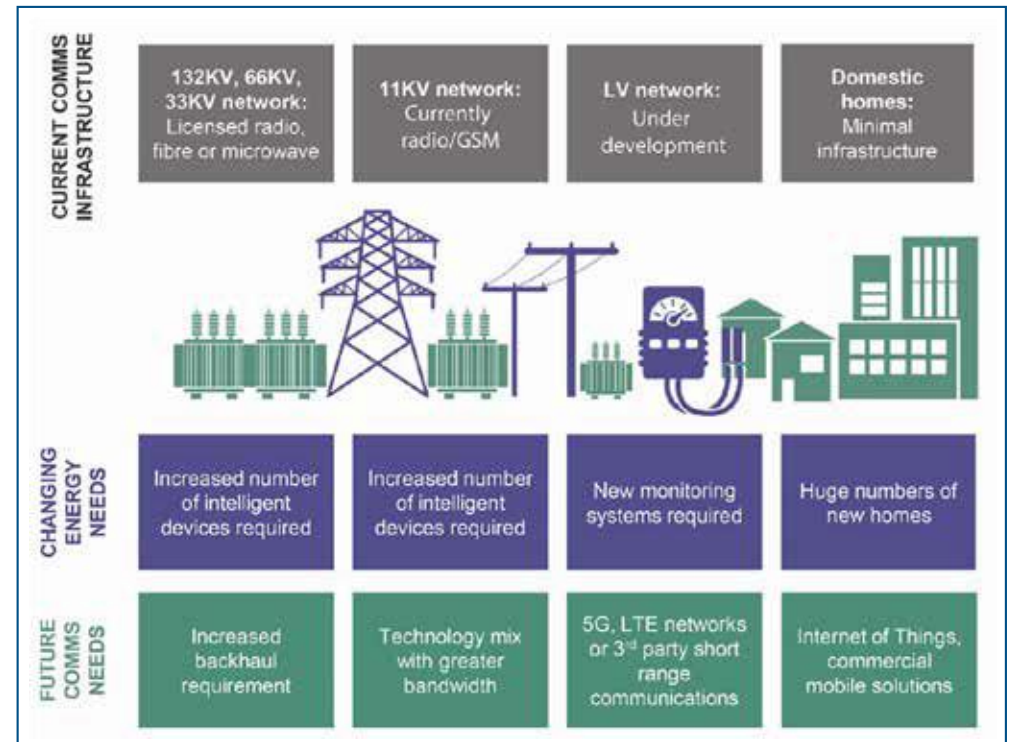 CURRENT COMMS
INFRASTRUCTURE
132KV, 66KV,
33KV network:
Licensed radio,
fibre or microwave
11KV network:
Currently
radio/GSM
LV network:
Under
development
Domestic
homes:
Minimal
infrastructure
CHANGING
ENERGY
NEEDS
Increased number
of intelligent
devices required
Increased number
of intelligent
devices required
New monitoring
systems required
Huge numbers of
new homes
FUTURE
COMMS
NEEDS
Increased
backhaul
requirement
Technology mix
with greater
bandwidth
5G, LTE networks
or 3rd party short
range
communications
Internet of Things,
commercial
mobile solutions